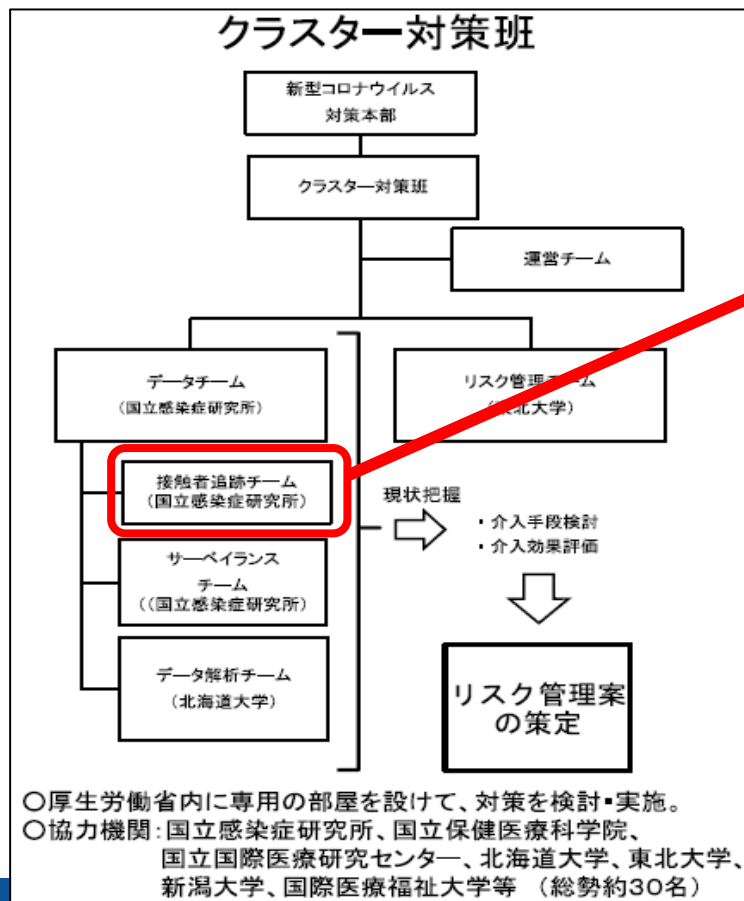 クラスター対策班
新型コロナウイルス
対策本部
クラスター対策班
運営チーム
データチーム
(国立感染症研究所)
リスク管理チーム
(東北大学)
接触者追跡チーム
(国立感染症研究所)
サーベイランス
チーム
((国立感染症研究所)
データ解析チーム
(北海道大学)
現状把握
・介入手段検討
・介入効果評価
リスク管理案
の策定
○厚生労働省内に専用の部屋を設けて、対策を検討・実施。
○協力機関：国立感染症研究所、国立保健医療科学院、
国立国際医療研究センター、北海道大学、東北大学、
新潟大学、国際医療福祉大学等 (総勢約30名)